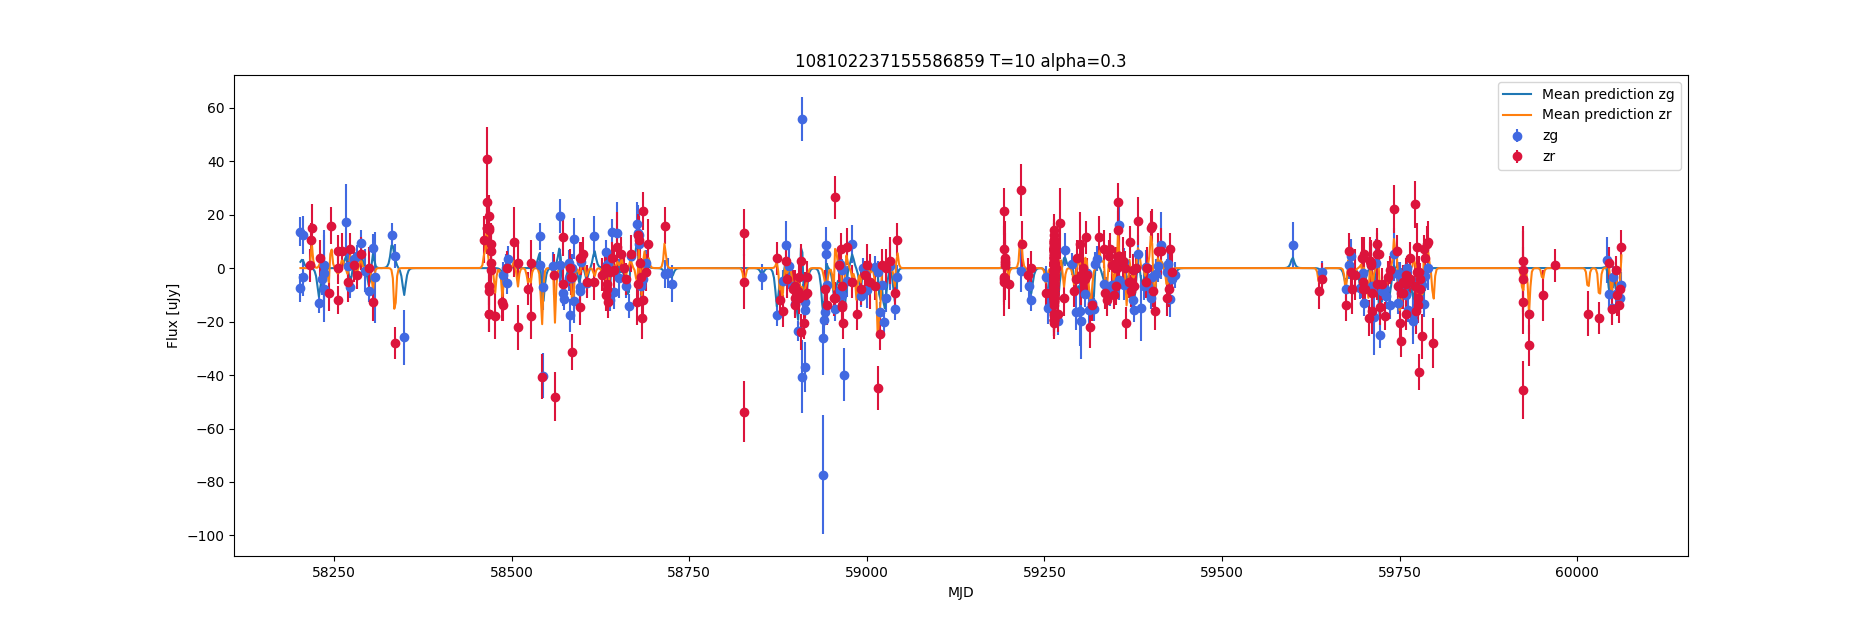 108102237155586859 T=10 alpha=0.3
Mean prediction zg
Mean prediction zr
zg
zr
60
40
20
0
−20
−40
−60
−80
−100
Flux [uJy]
58250 58500 58750 59000 59250 59500 59750 60000
MJD